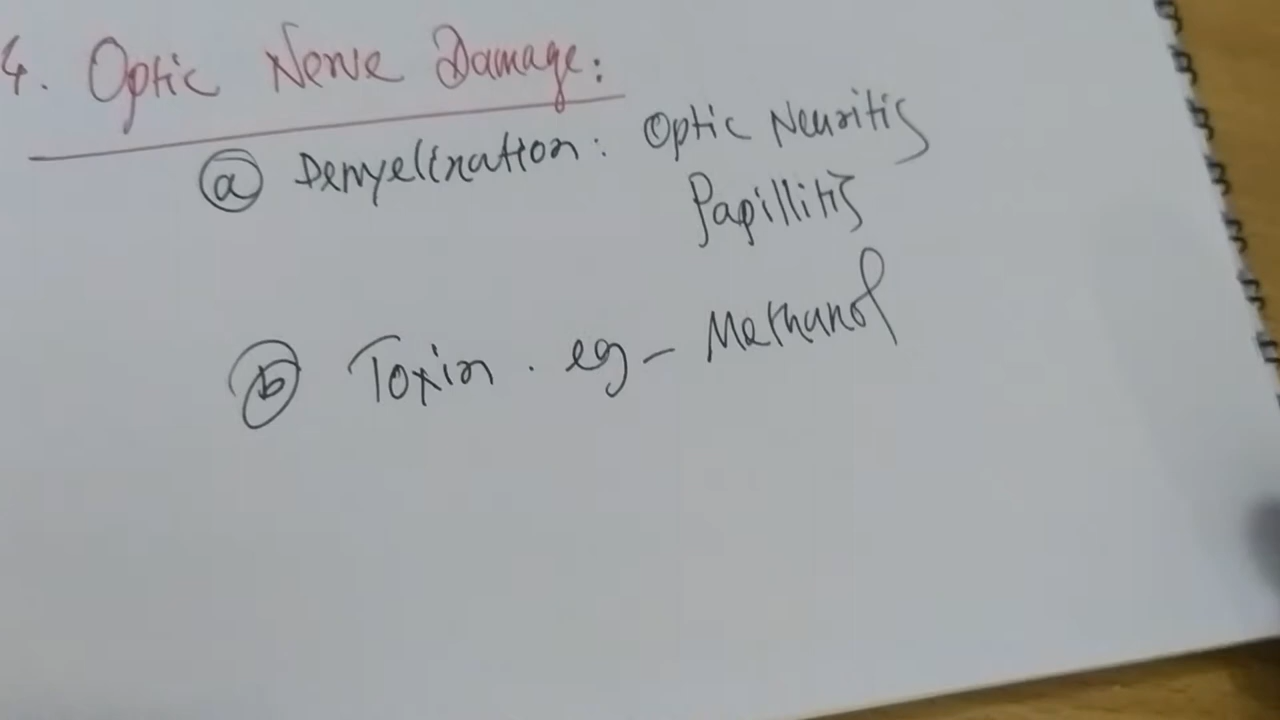 4. Optic Nerve Damage:
(a) Demyelination: Optic Neuritis
Papillitis
(b) Toxin. eg - Methanol